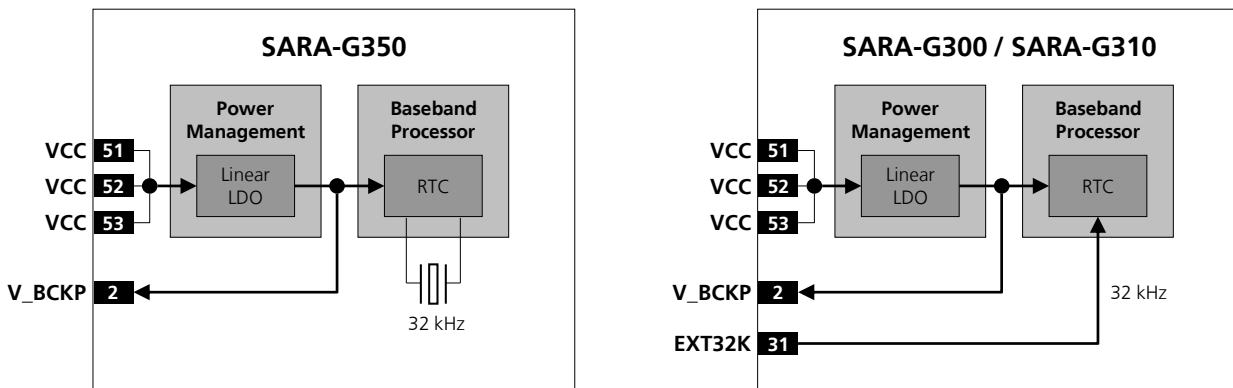 SARA-G350
Power
Management
Baseband
Processor
VCC 51
VCC 52
VCC 53
Linear
LDO
RTC
V_BCKP 2
32 kHz
SARA-G300 / SARA-G310
Power
Management
Baseband
Processor
VCC 51
VCC 52
VCC 53
Linear
LDO
RTC
V_BCKP 2
32 kHz
EXT32K 31